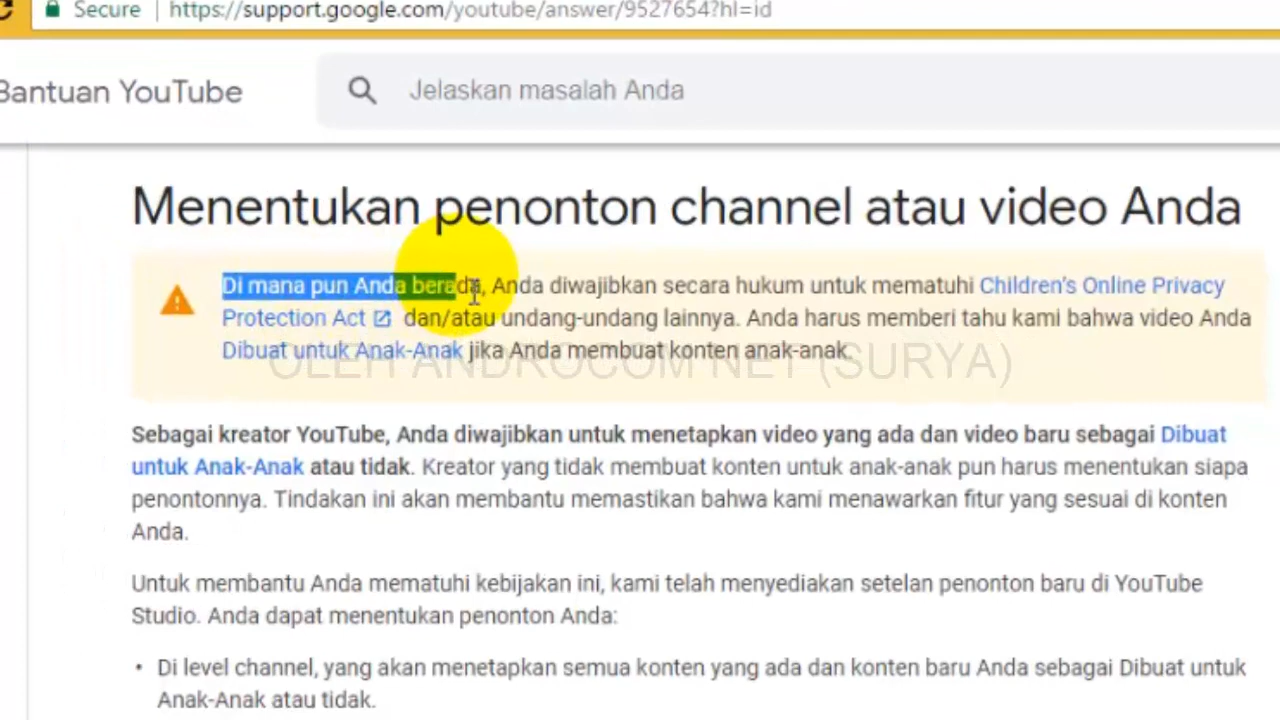 Secure | https://support.google.com/youtube/answer/9527654?hl=id
Bantuan YouTube
Jelaskan masalah Anda
Menentukan penonton channel atau video Anda
Di mana pun Anda berada, Anda diwajibkan secara hukum untuk mematuhi Children's Online Privacy
Protection Act dan/atau undang-undang lainnya. Anda harus memberi tahu kami bahwa video Anda
Dibuat untuk Anak-Anak jika Anda membuat konten anak-anak.
OLEH ANDROCOM NET (SURYA)
Sebagai kreator YouTube, Anda diwajibkan untuk menetapkan video yang ada dan video baru sebagai Dibuat
untuk Anak-Anak atau tidak. Kreator yang tidak membuat konten untuk anak-anak pun harus menentukan siapa
penontonnya. Tindakan ini akan membantu memastikan bahwa kami menawarkan fitur yang sesuai di konten
Anda.
Untuk membantu Anda mematuhi kebijakan ini, kami telah menyediakan setelan penonton baru di YouTube
Studio. Anda dapat menentukan penonton Anda:
• Di level channel, yang akan menetapkan semua konten yang ada dan konten baru Anda sebagai Dibuat untuk
Anak-Anak atau tidak.